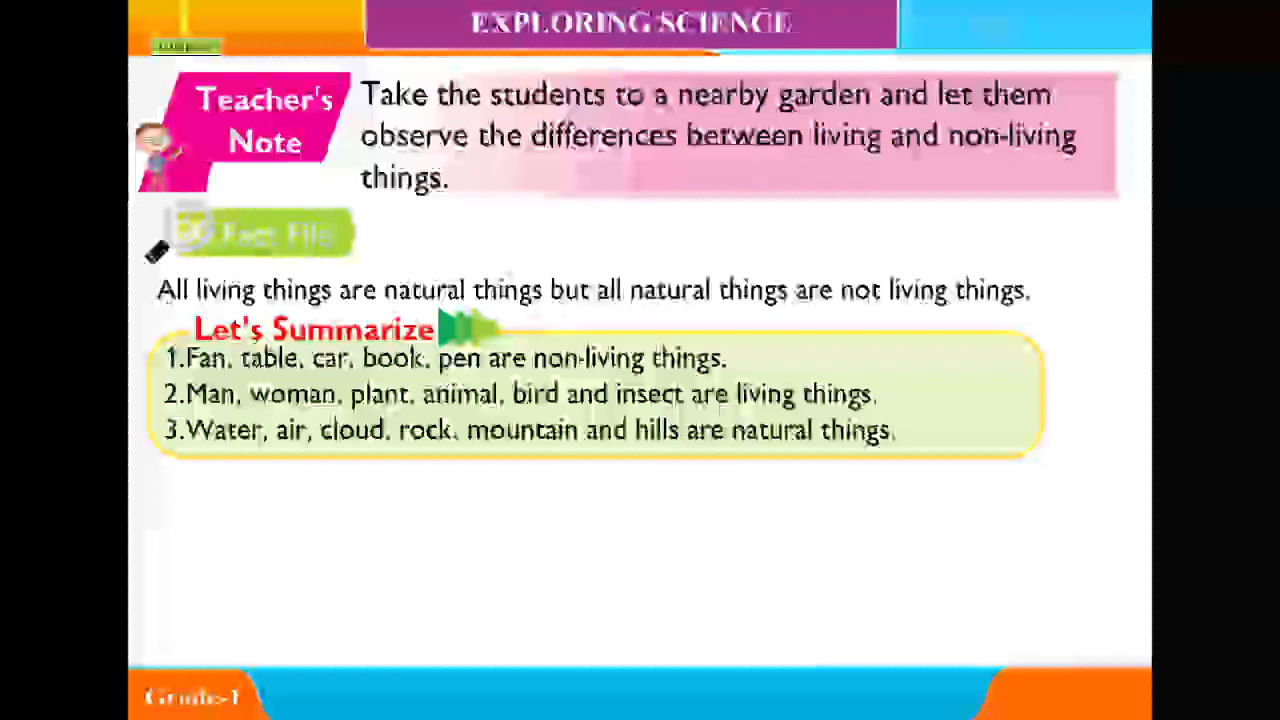 EXPLORING SCIENCE
Teacher's
Note
Take the students to a nearby garden and let them
observe the differences between living and non-living
things.
Fact File
All living things are natural things but all natural things are not living things.
Let's Summarize
1.Fan, table, car, book, pen are non-living things.
2.Man, woman, plant, animal, bird and insect are living things.
3.Water, air, cloud, rock, mountain and hills are natural things.
Grade-1